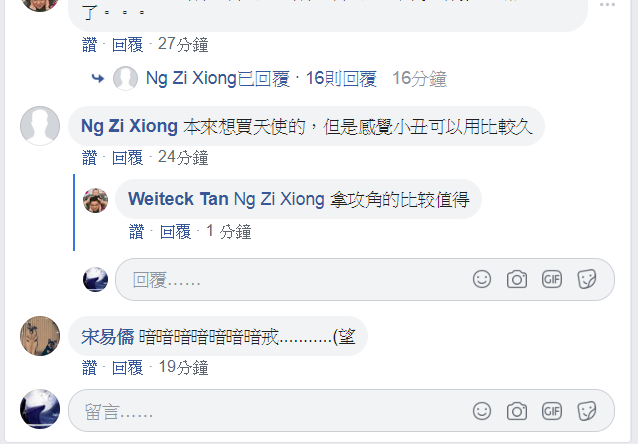 了。。。
讚 · 回覆 · 27分鐘
Ng Zi Xiong已回覆 · 16則回覆 16分鐘
Ng Zi Xiong 本來想買天使的，但是感覺小丑可以用比較久
讚 · 回覆 · 24分鐘
Weiteck Tan Ng Zi Xiong 拿攻角的比较值得
讚 · 回覆 · 1 分鐘
回覆……
GIF
宋易僑 暗暗暗暗暗暗暗戒...........(望
讚 · 回覆 · 19分鐘
留言……
GIF